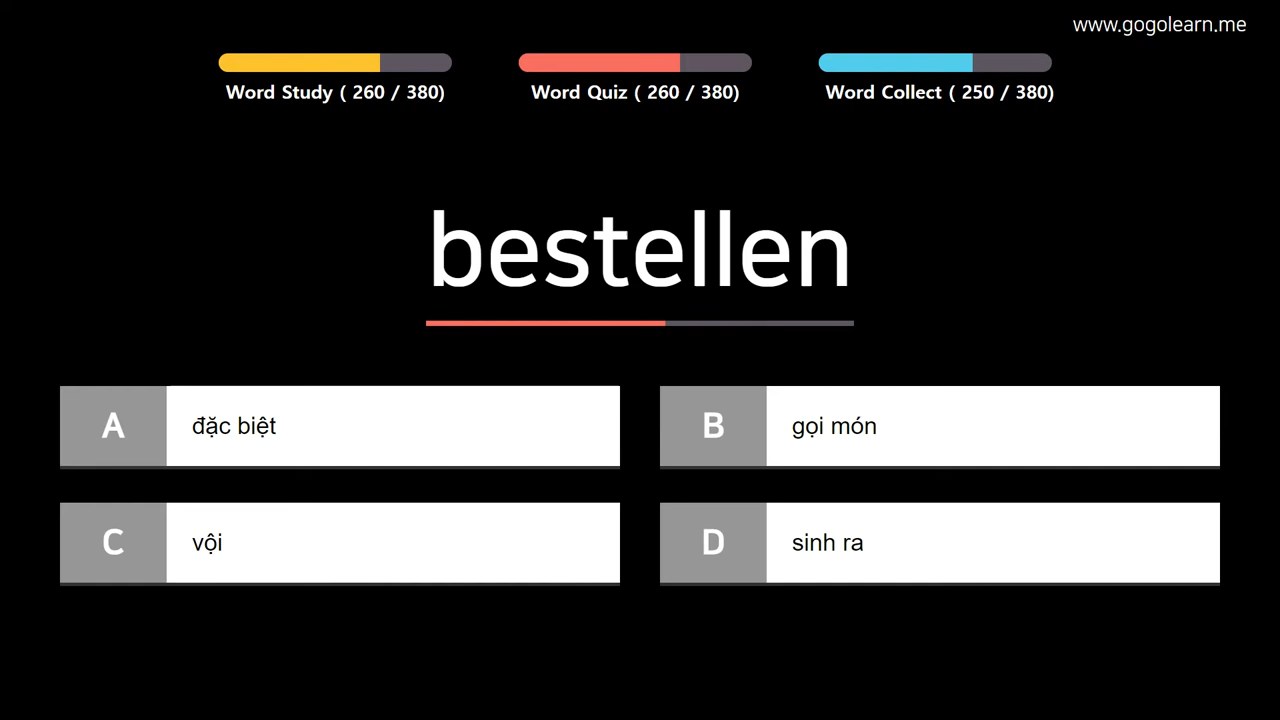 www.gogolearn.me
Word Study ( 260 / 380)
Word Quiz ( 260 / 380)
Word Collect ( 250 / 380)
bestellen
A
đặc biệt
B
gọi món
C
vội
D
sinh ra